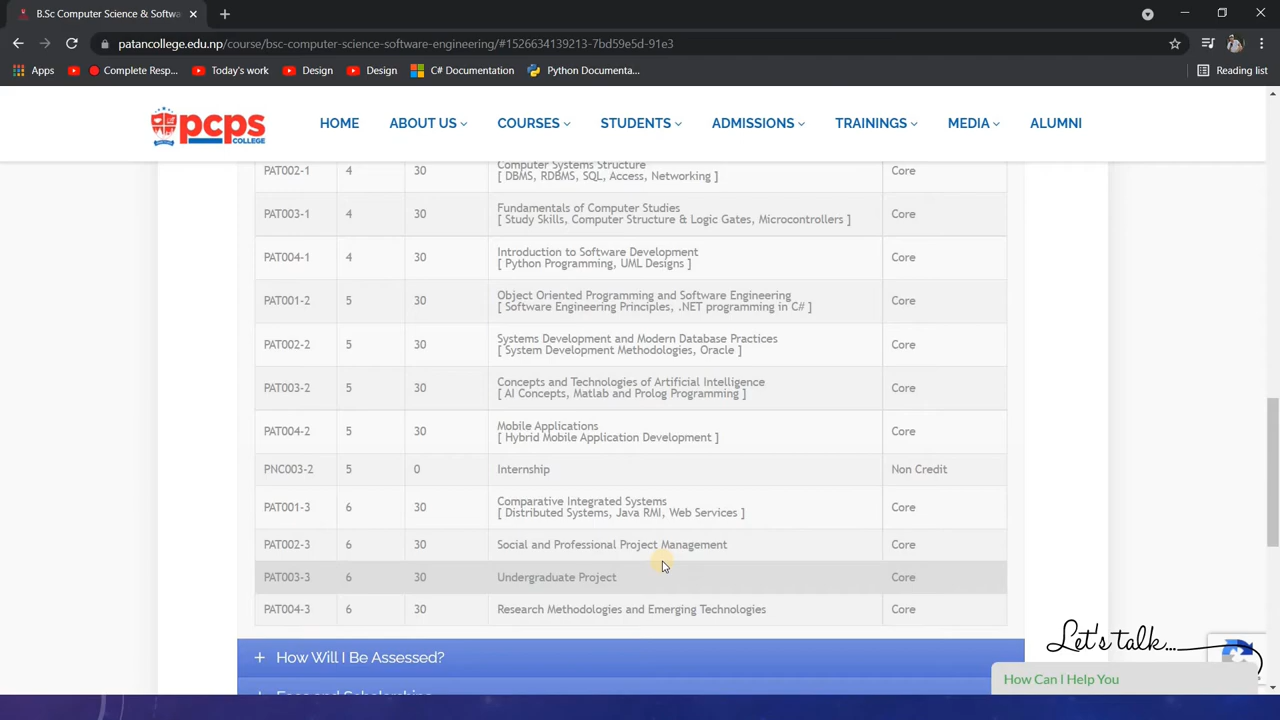 B.Sc Computer Science & Softwa
patancollege.edu.np/course/bsc-computer-science-software-engineering/#1526634139213-7bd59e5d-91e3
Apps Complete Resp... Today's work Design Design C# Documentation Python Documenta... Reading list
pcps COLLEGE HOME ABOUT US COURSES STUDENTS ADMISSIONS TRAININGS MEDIA ALUMNI
PAT002-1 4 30 Computer Systems Structure Core
[ DBMS, RDBMS, SQL, Access, Networking ]
PAT003-1 4 30 Fundamentals of Computer Studies Core
[ Study Skills, Computer Structure & Logic Gates, Microcontrollers ]
PAT004-1 4 30 Introduction to Software Development Core
[ Python Programming, UML Designs ]
PAT001-2 5 30 Object Oriented Programming and Software Engineering Core
[ Software Engineering Principles, .NET programming in C# ]
PAT002-2 5 30 Systems Development and Modern Database Practices Core
[ System Development Methodologies, Oracle ]
PAT003-2 5 30 Concepts and Technologies of Artificial Intelligence Core
[ AI Concepts, Matlab and Prolog Programming ]
PAT004-2 5 30 Mobile Applications Core
[ Hybrid Mobile Application Development ]
PNC003-2 5 0 Internship Non Credit
PAT001-3 6 30 Comparative Integrated Systems Core
[ Distributed Systems, Java RMI, Web Services ]
PAT002-3 6 30 Social and Professional Project Management Core
PAT003-3 6 30 Undergraduate Project Core
PAT004-3 6 30 Research Methodologies and Emerging Technologies Core
Let's talk...
+ How Will I Be Assessed?
How Can I Help You
Fees and Scholarships